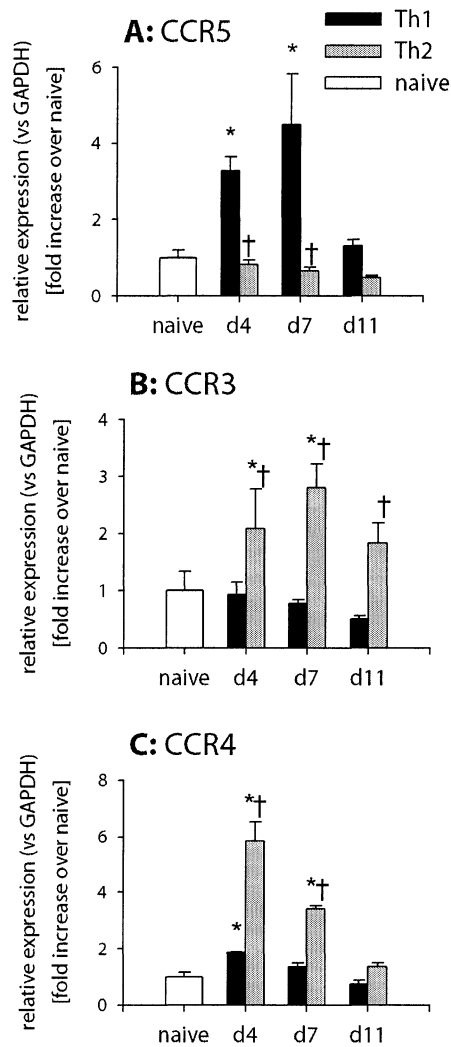 A: CCR5
Th1
Th2
naive
relative expression (vs GAPDH)
[fold increase over naive]
6
4
2
0
*
*
†
†
naive d4 d7 d11
B: CCR3
relative expression (vs GAPDH)
[fold increase over naive]
4
3
2
1
0
*†
*†
†
naive d4 d7 d11
C: CCR4
relative expression (vs GAPDH)
[fold increase over naive]
8
6
4
2
0
*†
*
*†
naive d4 d7 d11